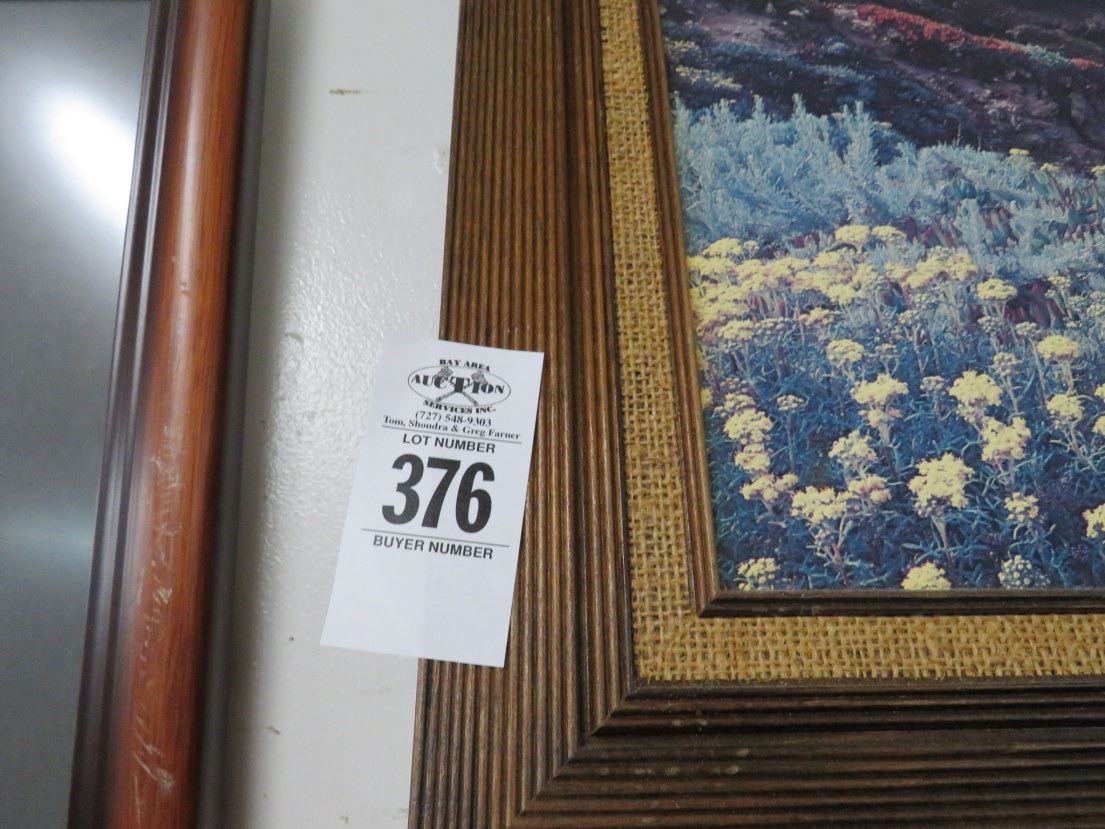 BAY AREA
AUCTION
SERVICES INC.
(727) 548-9303
Tom, Shondra & Greg Farner
LOT NUMBER
376
BUYER NUMBER